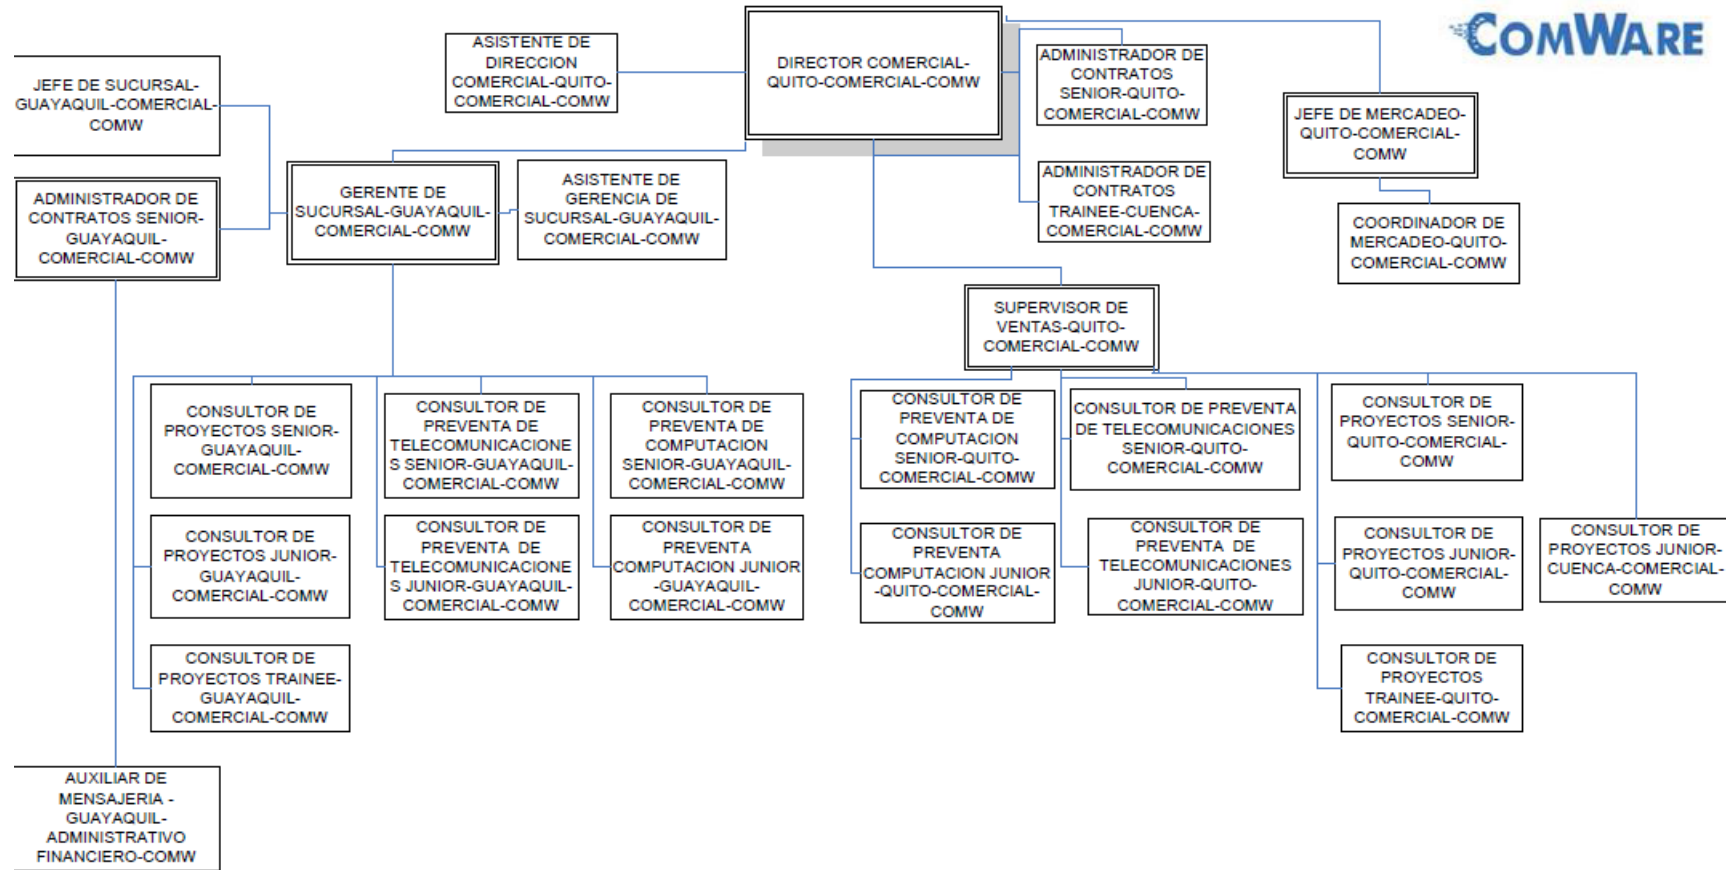 COMWARE
ASISTENTE DE
DIRECCION
COMERCIAL-QUITO-
COMERCIAL-COMW
DIRECTOR COMERCIAL-
QUITO-COMERCIAL-COMW
ADMINISTRADOR DE
CONTRATOS
SENIOR-QUITO-
COMERCIAL-COMW
JEFE DE MERCADEO-
QUITO-COMERCIAL-
COMW
JEFE DE SUCURSAL-
GUAYAQUIL-COMERCIAL-
COMW
ADMINISTRADOR DE
CONTRATOS SENIOR-
GUAYAQUIL-
COMERCIAL-COMW
GERENTE DE
SUCURSAL-GUAYAQUIL-
COMERCIAL-COMW
ASISTENTE DE
GERENCIA DE
SUCURSAL-GUAYAQUIL-
COMERCIAL-COMW
ADMINISTRADOR DE
CONTRATOS
TRAINEE-CUENCA-
COMERCIAL-COMW
COORDINADOR DE
MERCADEO-QUITO-
COMERCIAL-COMW
SUPERVISOR DE
VENTAS-QUITO-
COMERCIAL-COMW
CONSULTOR DE
PROYECTOS SENIOR-
GUAYAQUIL-
COMERCIAL-COMW
CONSULTOR DE
PREVENTA DE
TELECOMUNICACIONE
S SENIOR-GUAYAQUIL-
COMERCIAL-COMW
CONSULTOR DE
PREVENTA DE
COMPUTACION
SENIOR-GUAYAQUIL-
COMERCIAL-COMW
CONSULTOR DE
PREVENTA DE
COMPUTACION
SENIOR-QUITO-
COMERCIAL-COMW
CONSULTOR DE PREVENTA
DE TELECOMUNICACIONES
SENIOR-QUITO-
COMERCIAL-COMW
CONSULTOR DE
PROYECTOS SENIOR-
QUITO-COMERCIAL-
COMW
CONSULTOR DE
PROYECTOS JUNIOR-
GUAYAQUIL-
COMERCIAL-COMW
CONSULTOR DE
PREVENTA  DE
TELECOMUNICACIONE
S JUNIOR-GUAYAQUIL-
COMERCIAL-COMW
CONSULTOR DE
PREVENTA
COMPUTACION JUNIOR
-GUAYAQUIL-
COMERCIAL-COMW
CONSULTOR DE
PREVENTA
COMPUTACION JUNIOR
-QUITO-COMERCIAL-
COMW
CONSULTOR DE
PREVENTA  DE
TELECOMUNICACIONES
JUNIOR-QUITO-
COMERCIAL-COMW
CONSULTOR DE
PROYECTOS JUNIOR-
QUITO-COMERCIAL-
COMW
CONSULTOR DE
PROYECTOS JUNIOR-
CUENCA-COMERCIAL-
COMW
CONSULTOR DE
PROYECTOS TRAINEE-
GUAYAQUIL-
COMERCIAL-COMW
CONSULTOR DE
PROYECTOS
TRAINEE-QUITO-
COMERCIAL-COMW
AUXILIAR DE
MENSAJERIA -
GUAYAQUIL-
ADMINISTRATIVO
FINANCIERO-COMW